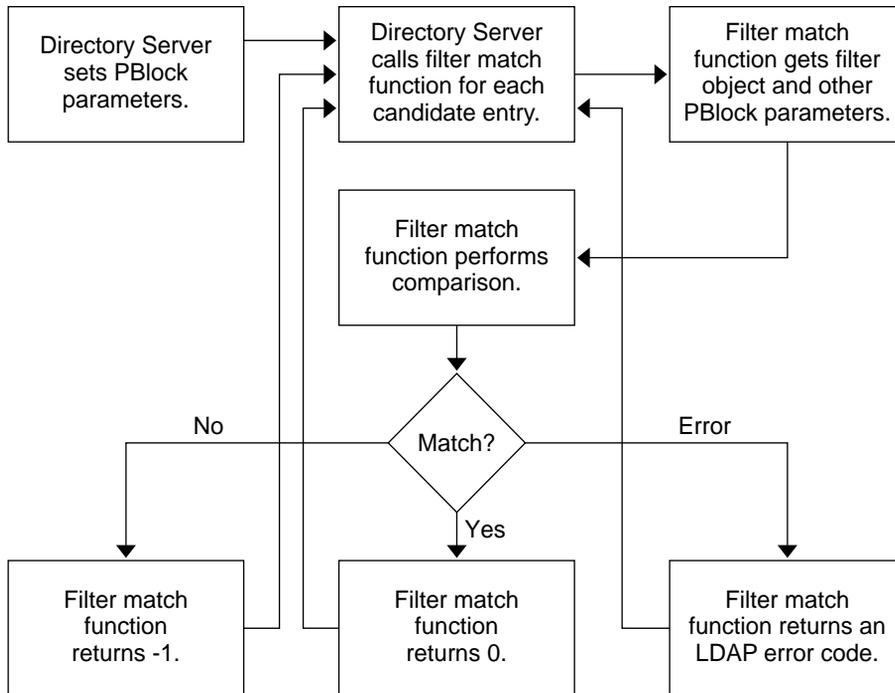 Directory Server
sets PBlock
parameters.
Directory Server
calls filter match
function for each
candidate entry.
Filter match
function gets filter
object and other
PBlock parameters.
Filter match
function performs
comparison.
Match?
No
Error
Yes
Filter match
function
returns -1.
Filter match
function
returns 0.
Filter match
function returns an
LDAP error code.